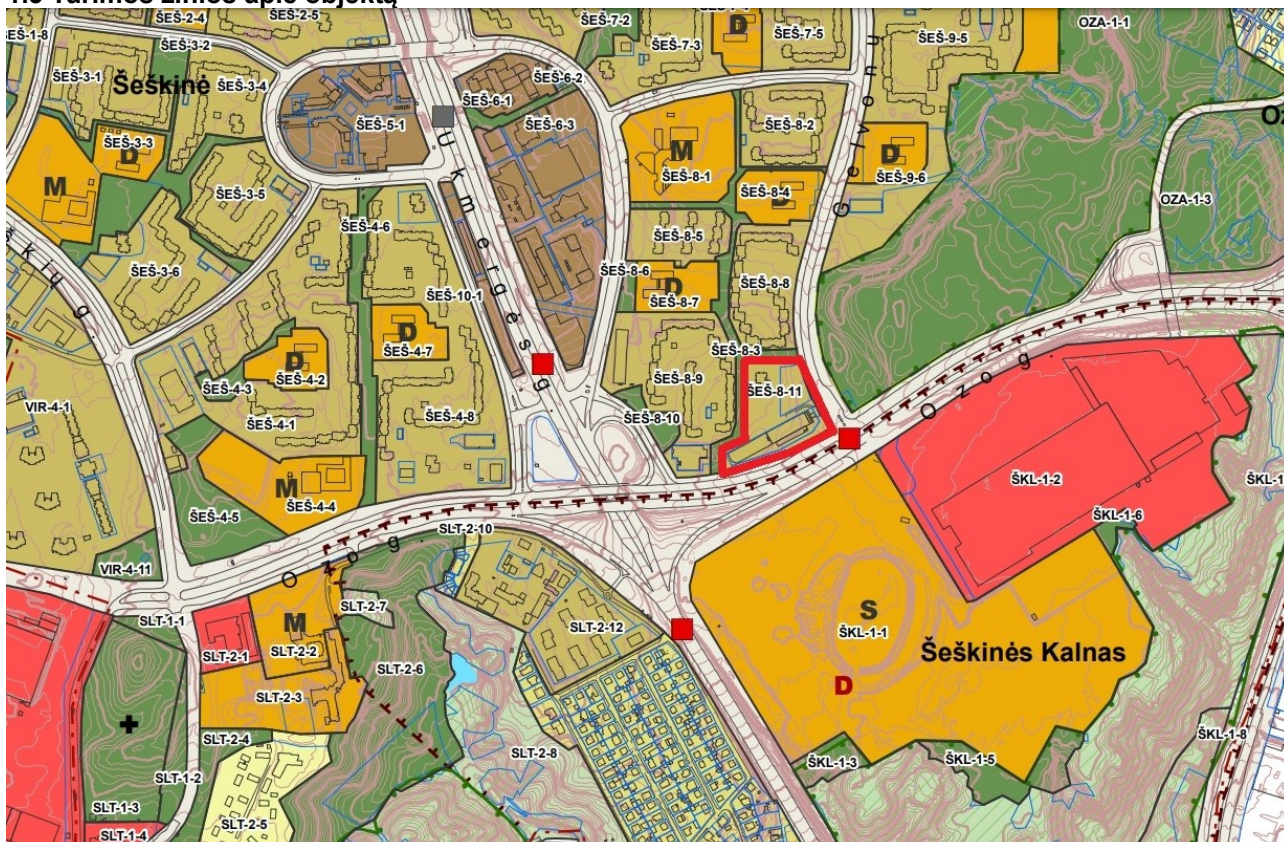 ŠEŠ-2-4
ŠEŠ-2-5
ŠEŠ-7-2
ŠEŠ-7-5
D
OZA-1-1
ŠEŠ-1-8
ŠEŠ-3-2
ŠEŠ-7-3
ŠEŠ-9-5
ŠEŠ-3-1
Šeškinė
ŠEŠ-3-4
ŠEŠ-6-2
ŠEŠ-6-1
ŠEŠ-5-1
ŠEŠ-6-3
ŠEŠ-8-2
ŠEŠ-3-3
D
M
ŠEŠ-8-1
D
ŠEŠ-9-6
M
ŠEŠ-3-5
ŠEŠ-8-4
D
OZA-1-3
ŠEŠ-4-6
ŠEŠ-8-5
Gelvonų
ŠEŠ-3-6
Ukmergės g
ŠEŠ-8-6
D
ŠEŠ-8-7
ŠEŠ-8-8
ŠEŠ-10-1
D
ŠEŠ-4-7
D
ŠEŠ-4-2
ŠEŠ-4-3
ŠEŠ-8-3
ŠEŠ-8-9
ŠEŠ-8-11
VIR-4-1
ŠEŠ-4-1
ŠEŠ-4-8
ŠEŠ-8-10
Ozo g
ŠKL-1-2
M
ŠEŠ-4-4
ŠEŠ-4-5
ŠKL-1-6
SLT-2-10
VIR-4-11
Ozo g
SLT-1-1
SLT-2-7
M
SLT-2-2
SLT-2-1
SLT-2-12
S
ŠKL-1-1
Šeškinės Kalnas
SLT-2-6
D
SLT-2-3
SLT-2-4
SLT-2-8
ŠKL-1-8
ŠKL-1-3
ŠKL-1-5
SLT-1-2
SLT-1-3
SLT-2-5
SLT-1-4